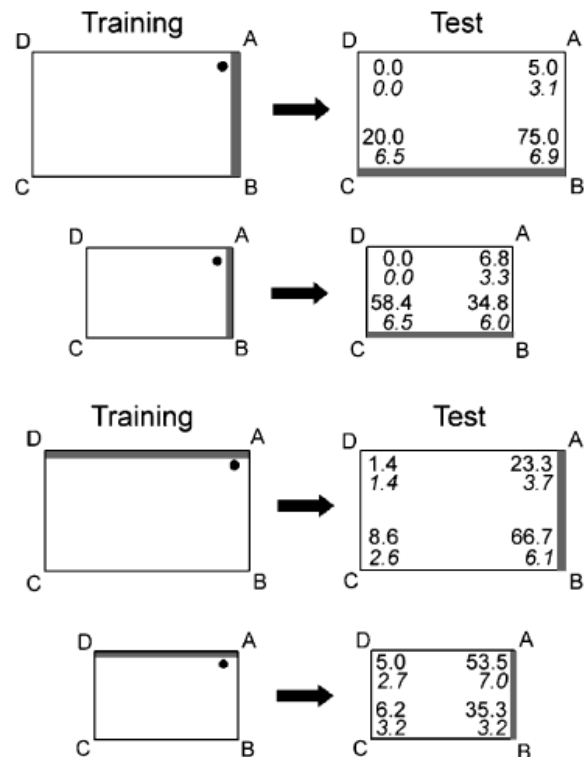 Training Test
D A D A
0.0 5.0
0.0 3.1
20.0 75.0
6.5 6.9
C B C B
D A D A
0.0 6.8
0.0 3.3
58.4 34.8
6.5 6.0
C B C B
Training Test
D A D A
1.4 23.3
1.4 3.7
8.6 66.7
2.6 6.1
C B C B
D A D A
5.0 53.5
2.7 7.0
6.2 35.3
3.2 3.2
C B C B